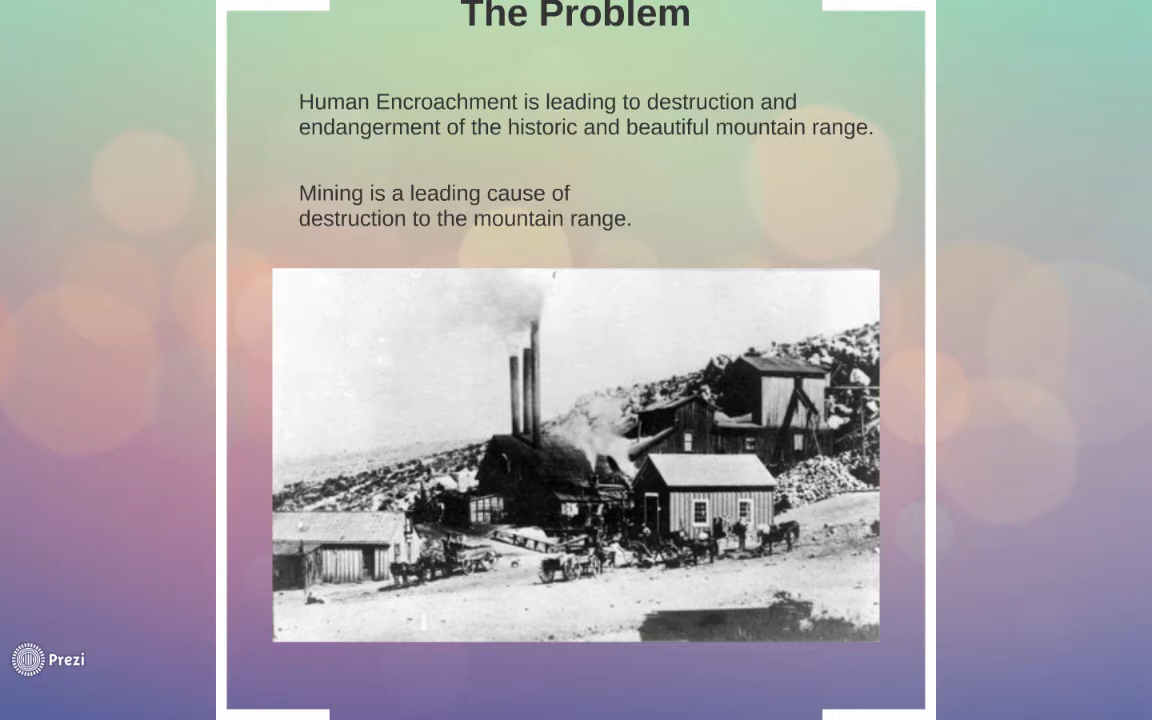 The Problem
Human Encroachment is leading to destruction and
endangerment of the historic and beautiful mountain range.
Mining is a leading cause of
destruction to the mountain range.
Prezi